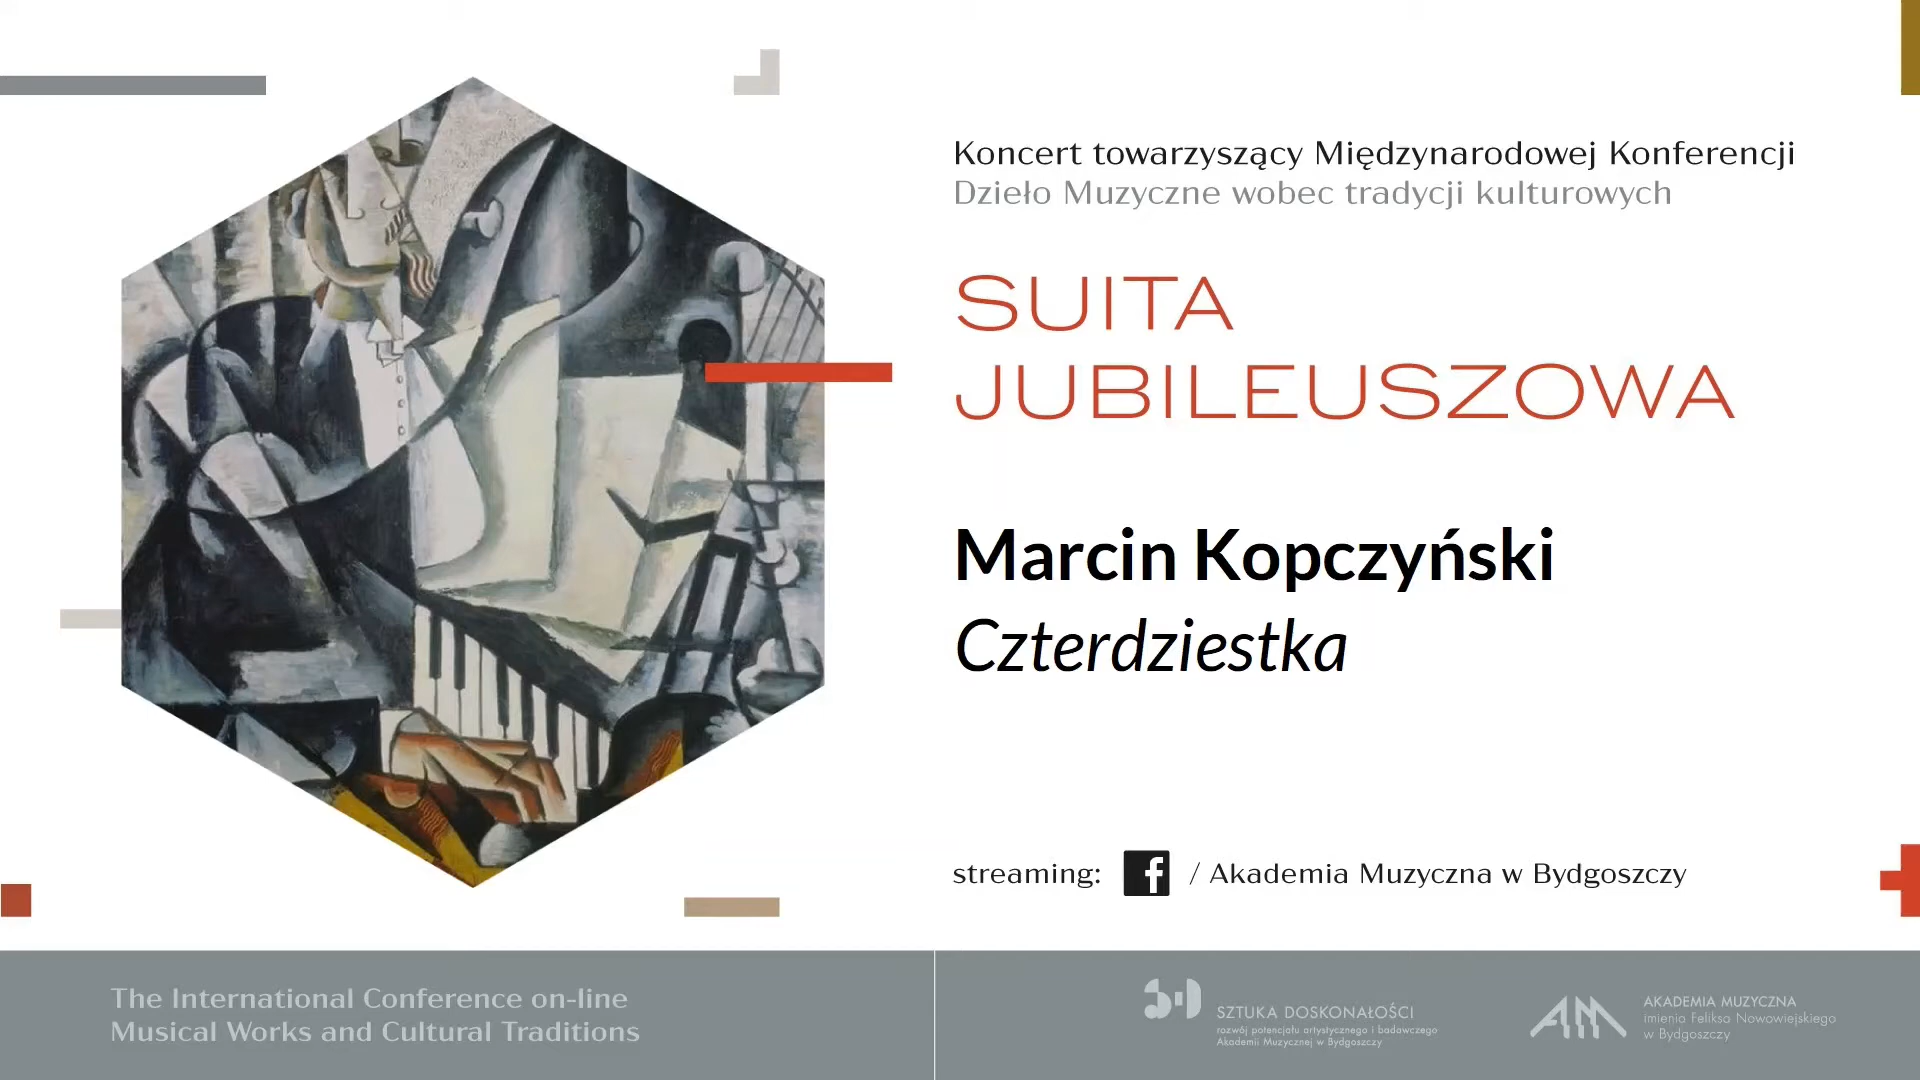 Koncert towarzyszący Międzynarodowej Konferencji
Dzieło Muzyczne wobec tradycji kulturowych
SUITA
JUBILEUSZOWA
Marcin Kopczyński
Czterdziestka
streaming: f / Akademia Muzyczna w Bydgoszczy
The International Conference on-line
Musical Works and Cultural Traditions
SZTUKA DOSKONAŁOŚCI
rozwój potencjału artystycznego i badawczego
Akademii Muzycznej w Bydgoszczy
AKADEMIA MUZYCZNA
imienia Feliksa Nowowiejskiego
w Bydgoszczy